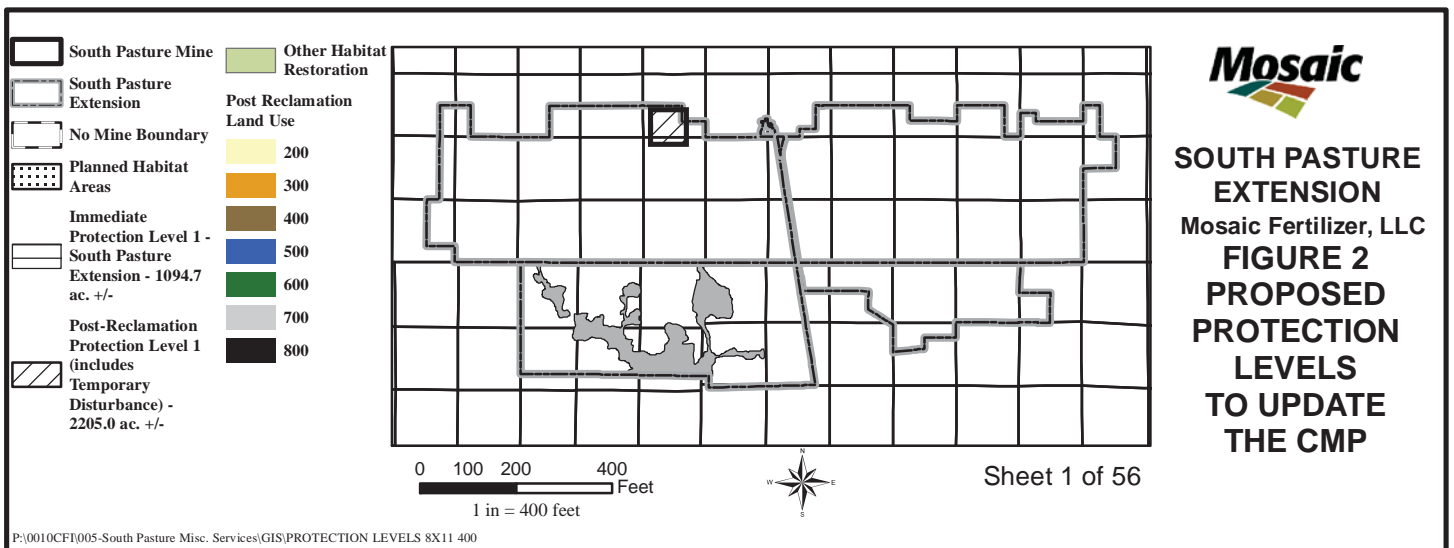 South Pasture Mine
South Pasture
Extension
No Mine Boundary
Planned Habitat
Areas
Immediate
Protection Level 1 -
South Pasture
Extension - 1094.7
ac. +/-
Post-Reclamation
Protection Level 1
(includes
Temporary
Disturbance) -
2205.0 ac. +/-
Other Habitat
Restoration
Post Reclamation
Land Use
200
300
400
500
600
700
800
0 100 200 400
Feet
1 in = 400 feet
N
W E
S
Sheet 1 of 56
Mosaic
SOUTH PASTURE
EXTENSION
Mosaic Fertilizer, LLC
FIGURE 2
PROPOSED
PROTECTION
LEVELS
TO UPDATE
THE CMP
P:\0010CFI\005-South Pasture Misc. Services\GIS\PROTECTION LEVELS 8X11 400